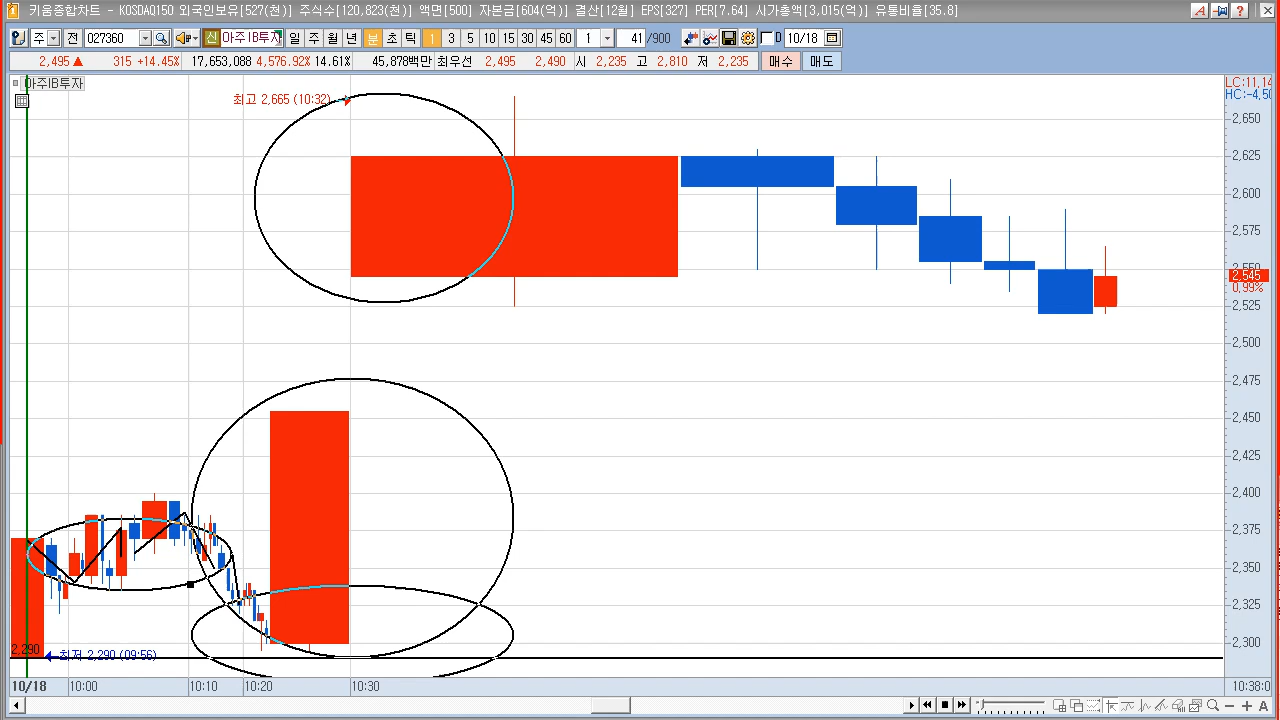 키움종합차트 - KOSDAQ150 외국인보유[527(천)] 주식수[120,823(천)] 액면[500] 자본금[604(억)] 결산[12월] EPS[327] PER[7.64] 시가총액[3,015(억)] 유통비율[35.8]
주 전 027360 신 아주IB투자 일 주 월 년 분 초 틱 1 3 5 10 15 30 45 60 1 41 /900 D 10/18
2,495▲ 315 +14.45% 17,653,088 4,576.92% 14.61% 45,878백만 최우선 2,495 2,490 시 2,235 고 2,810 저 2,235 매수 매도
아주IB투자
LC:11,14
HC:-4,50
최고 2,665 (10:32)
2,650
2,625
2,600
2,575
2,550
2,545
0.99%
2,525
2,500
2,475
2,450
2,425
2,400
2,375
2,350
2,325
2,300
2,290
최저 2,290 (09:56)
10/18 10:00 10:10 10:20 10:30 10:38:0
A